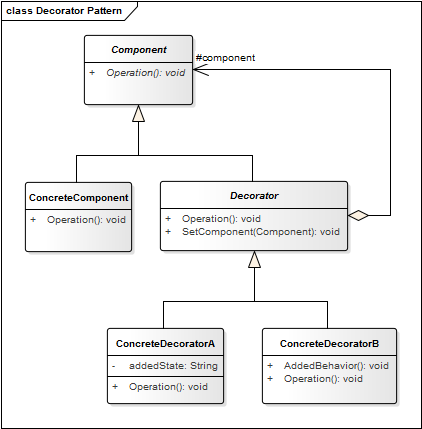 class Decorator Pattern
Component
+ Operation(): void
#component
ConcreteComponent
+ Operation(): void
Decorator
+ Operation(): void
+ SetComponent(Component): void
ConcreteDecoratorA
- addedState: String
+ Operation(): void
ConcreteDecoratorB
+ AddedBehavior(): void
+ Operation(): void